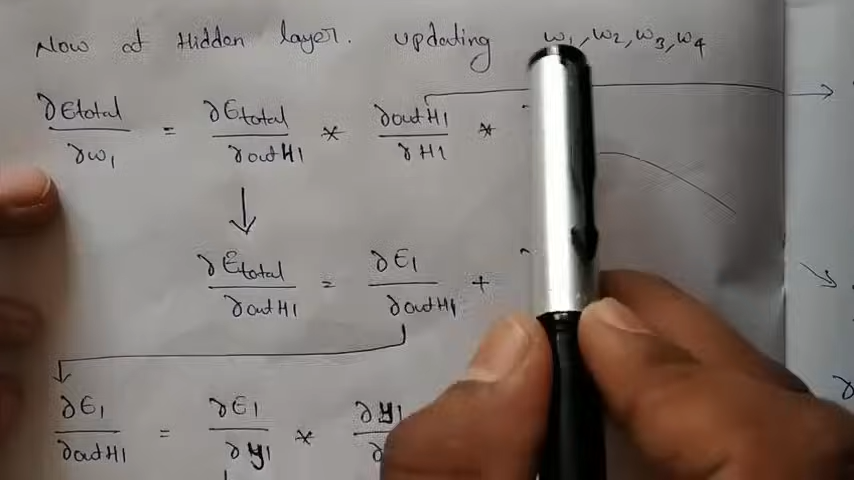 Now at Hidden layer. updating w1, w2, w3, w4
∂Etotal / ∂w1 = ∂Etotal / ∂outH1 * ∂outH1 / ∂H1 *
∂Etotal / ∂outH1 = ∂E1 / ∂outH1 +
∂E1 / ∂outH1 = ∂E1 / ∂y1 * ∂y1